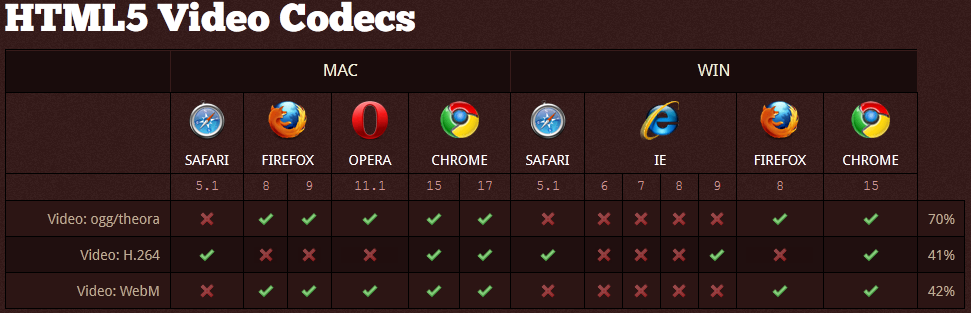 HTML5 Video Codecs
MAC WIN
SAFARI FIREFOX OPERA CHROME SAFARI IE FIREFOX CHROME
5.1 8 9 11.1 15 17 5.1 6 7 8 9 8 15
Video: ogg/theora 70%
Video: H.264 41%
Video: WebM 42%